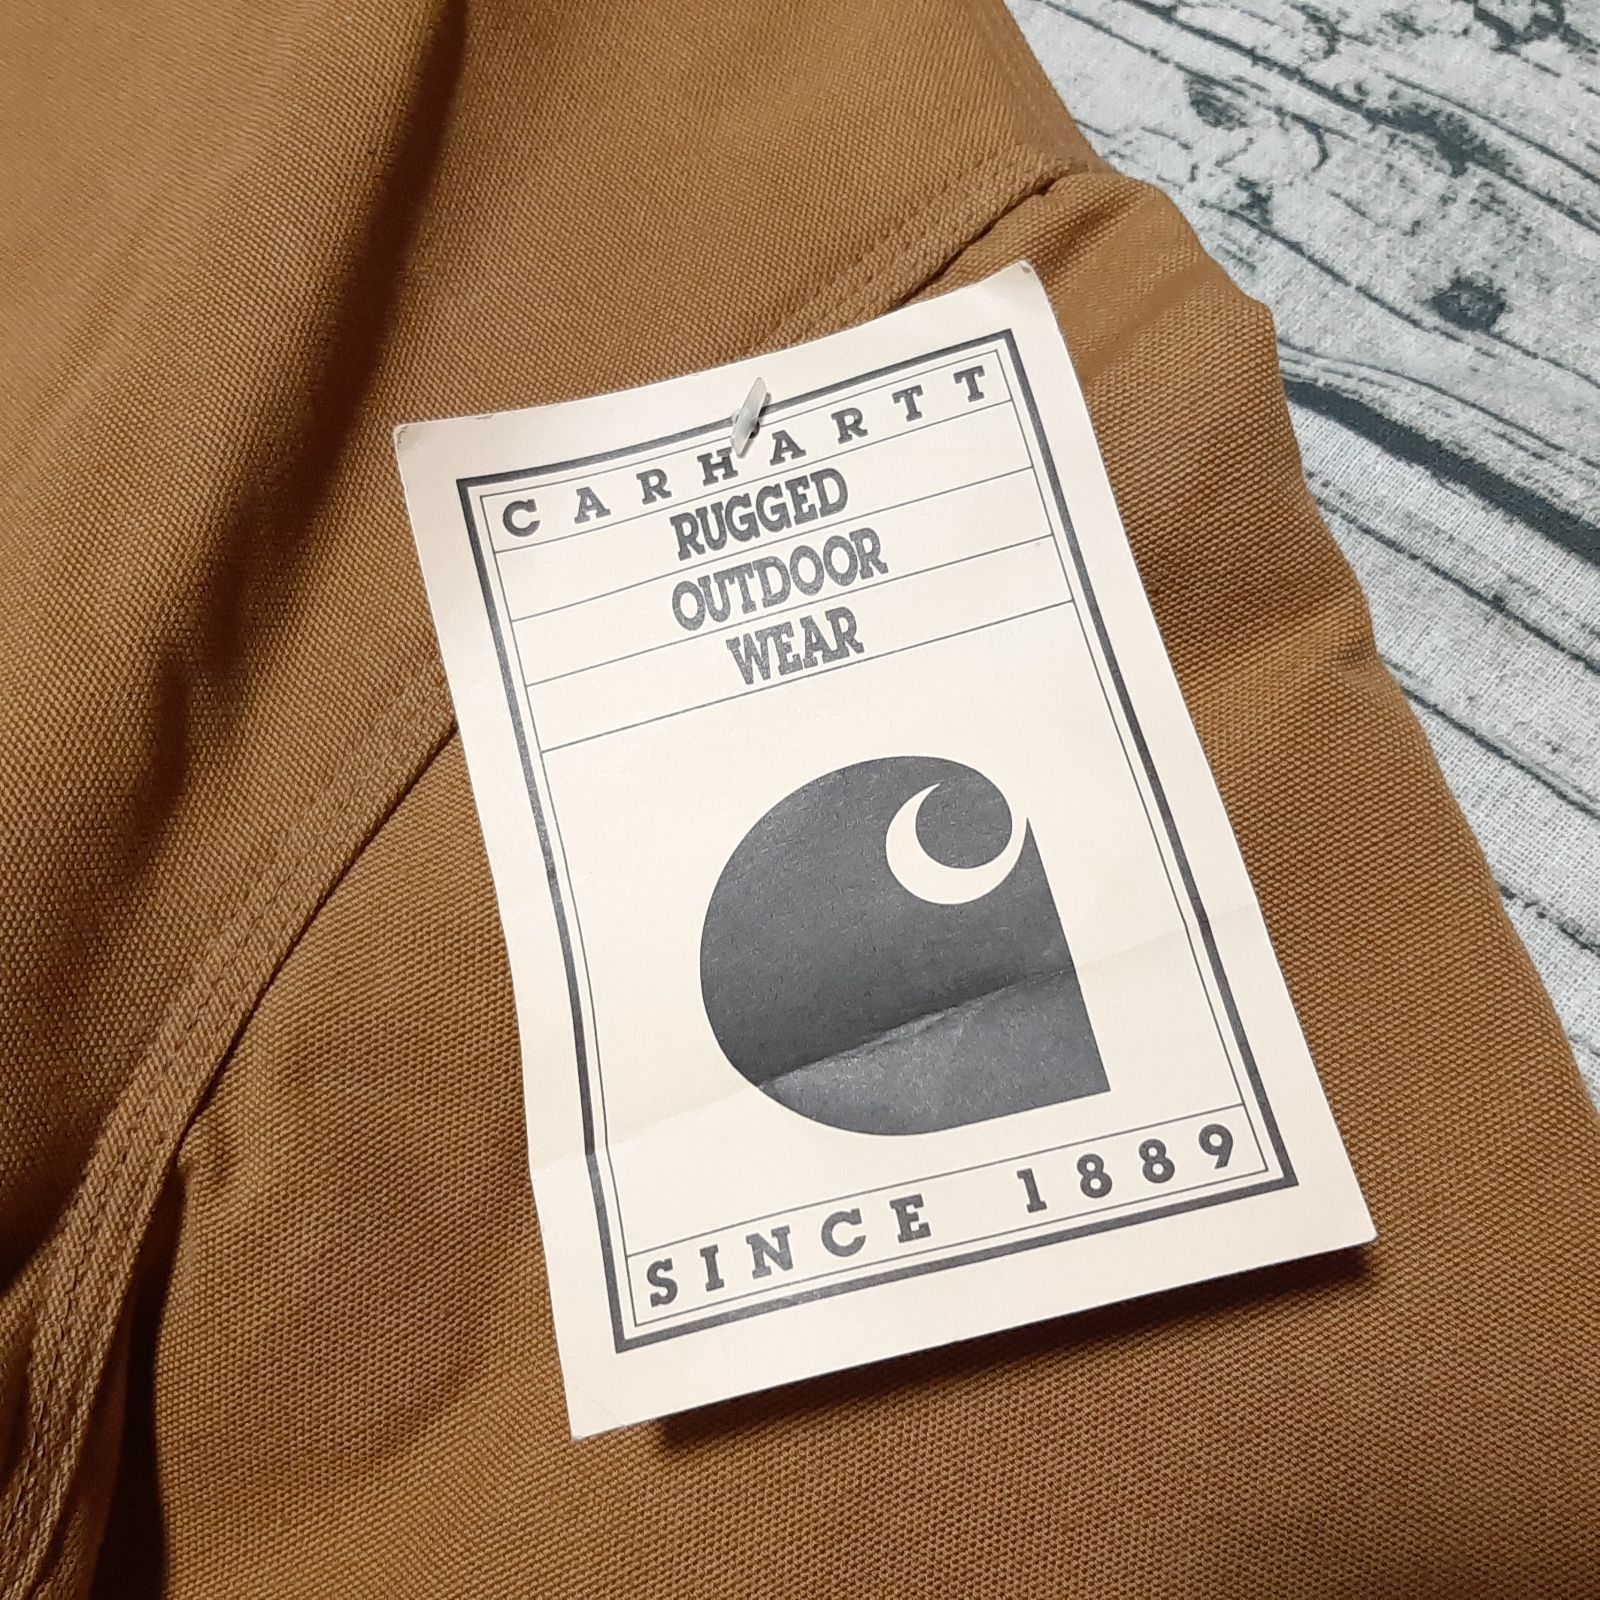 CARHARTT
RUGGED
OUTDOOR
WEAR
SINCE 1889